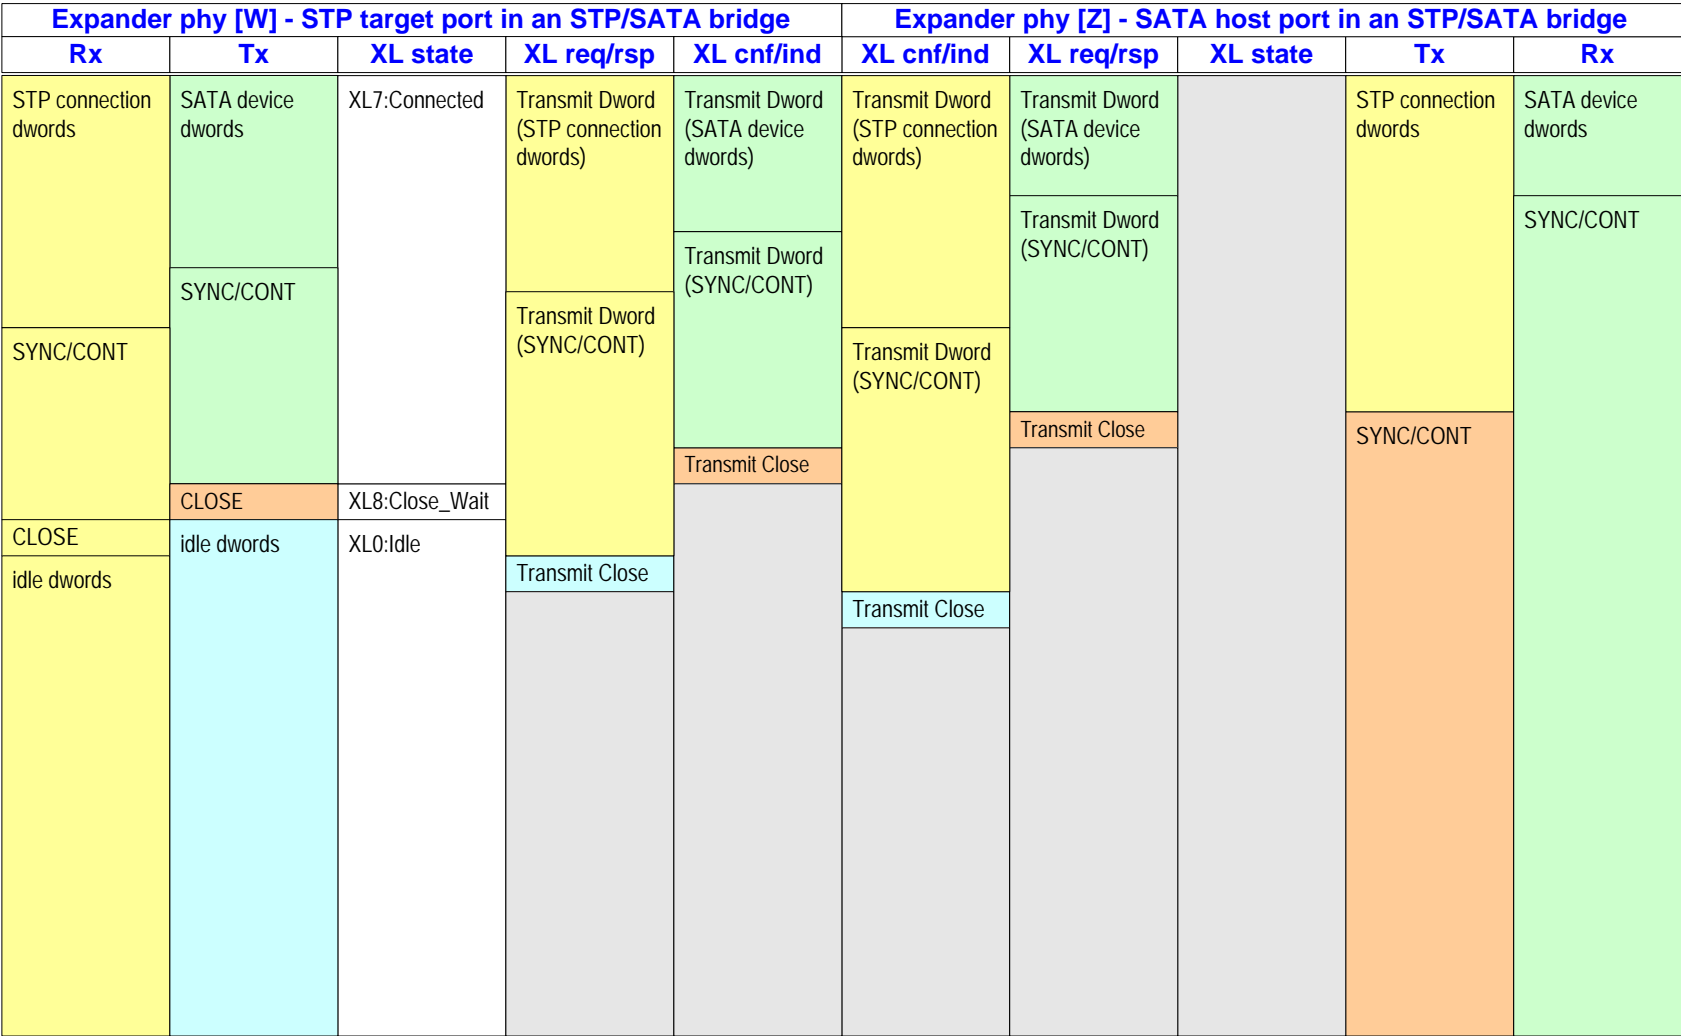 Expander phy [W] - STP target port in an STP/SATA bridge
Expander phy [Z] - SATA host port in an STP/SATA bridge
Rx
Tx
XL state
XL req/rsp
XL cnf/ind
XL cnf/ind
XL req/rsp
XL state
Tx
Rx
STP connection
dwords
SYNC/CONT
CLOSE
idle dwords
SATA device
dwords
SYNC/CONT
CLOSE
idle dwords
XL7:Connected
XL8:Close_Wait
XL0:Idle
Transmit Dword
(STP connection
dwords)
Transmit Dword
(SYNC/CONT)
Transmit Close
Transmit Dword
(SATA device
dwords)
Transmit Dword
(SYNC/CONT)
Transmit Close
Transmit Dword
(STP connection
dwords)
Transmit Dword
(SYNC/CONT)
Transmit Close
Transmit Dword
(SATA device
dwords)
Transmit Dword
(SYNC/CONT)
Transmit Close
STP connection
dwords
SYNC/CONT
SATA device
dwords
SYNC/CONT